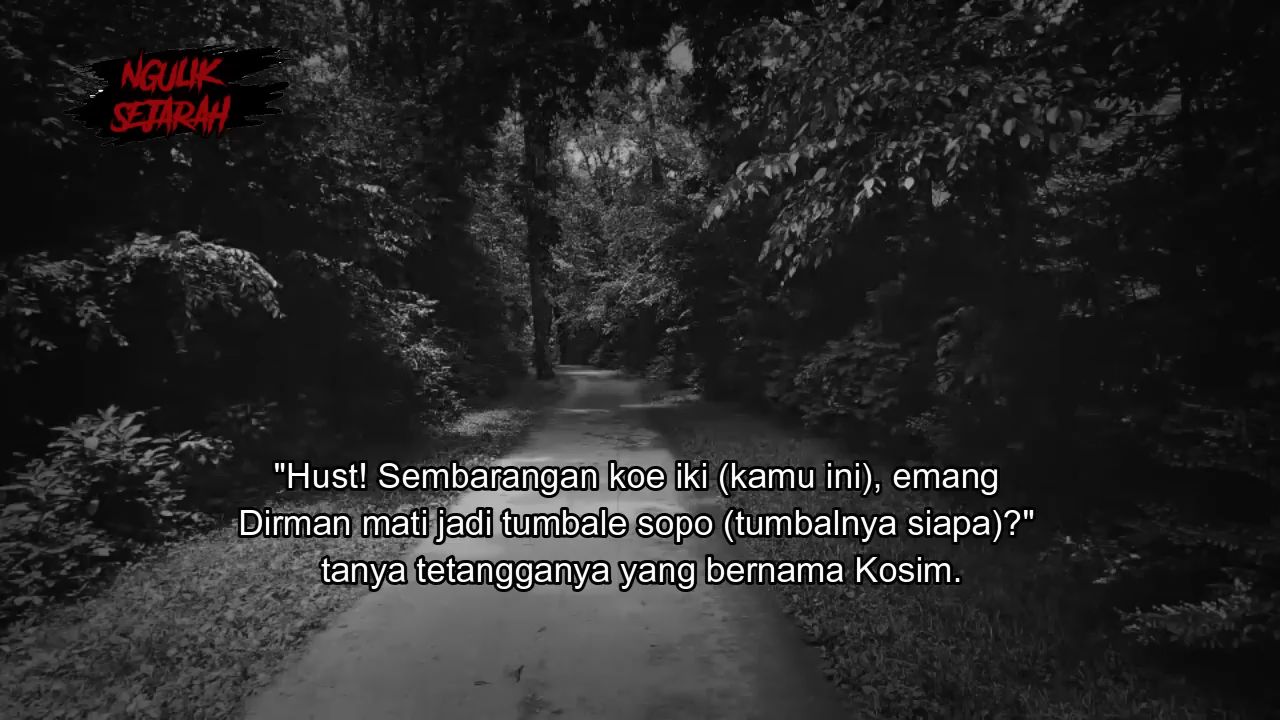 NGULIK
SEJARAH
"Hust! Sembarangan koe iki (kamu ini), emang
Dirman mati jadi tumbale sopo (tumbalnya siapa)?"
tanya tetangganya yang bernama Kosim.